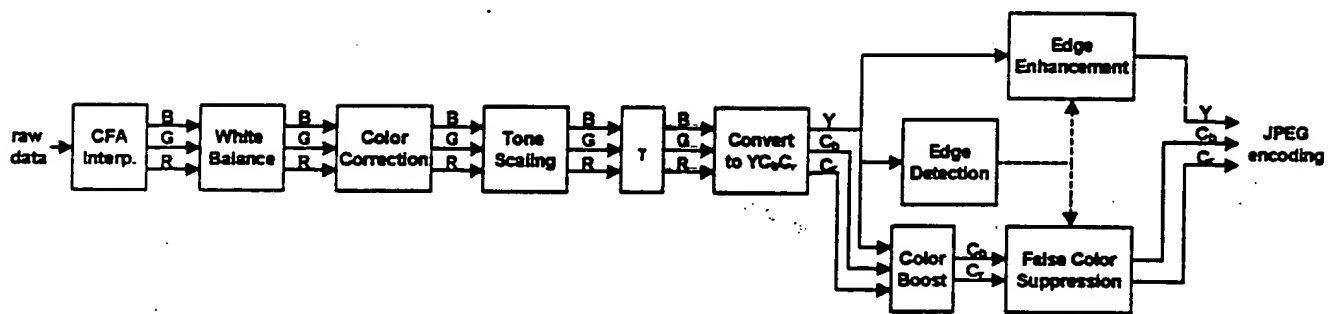 raw
data
CFA
Interp.
B
G
R
White
Balance
B
G
R
Color
Correction
B
G
R
Tone
Scaling
B
G
R
T
B
G
R
Convert
to YCbCr
Y
Cb
Cr
Edge
Enhancement
Edge
Detection
Color
Boost
Cb
Cr
False Color
Suppression
Y
Cb
Cr
JPEG
encoding